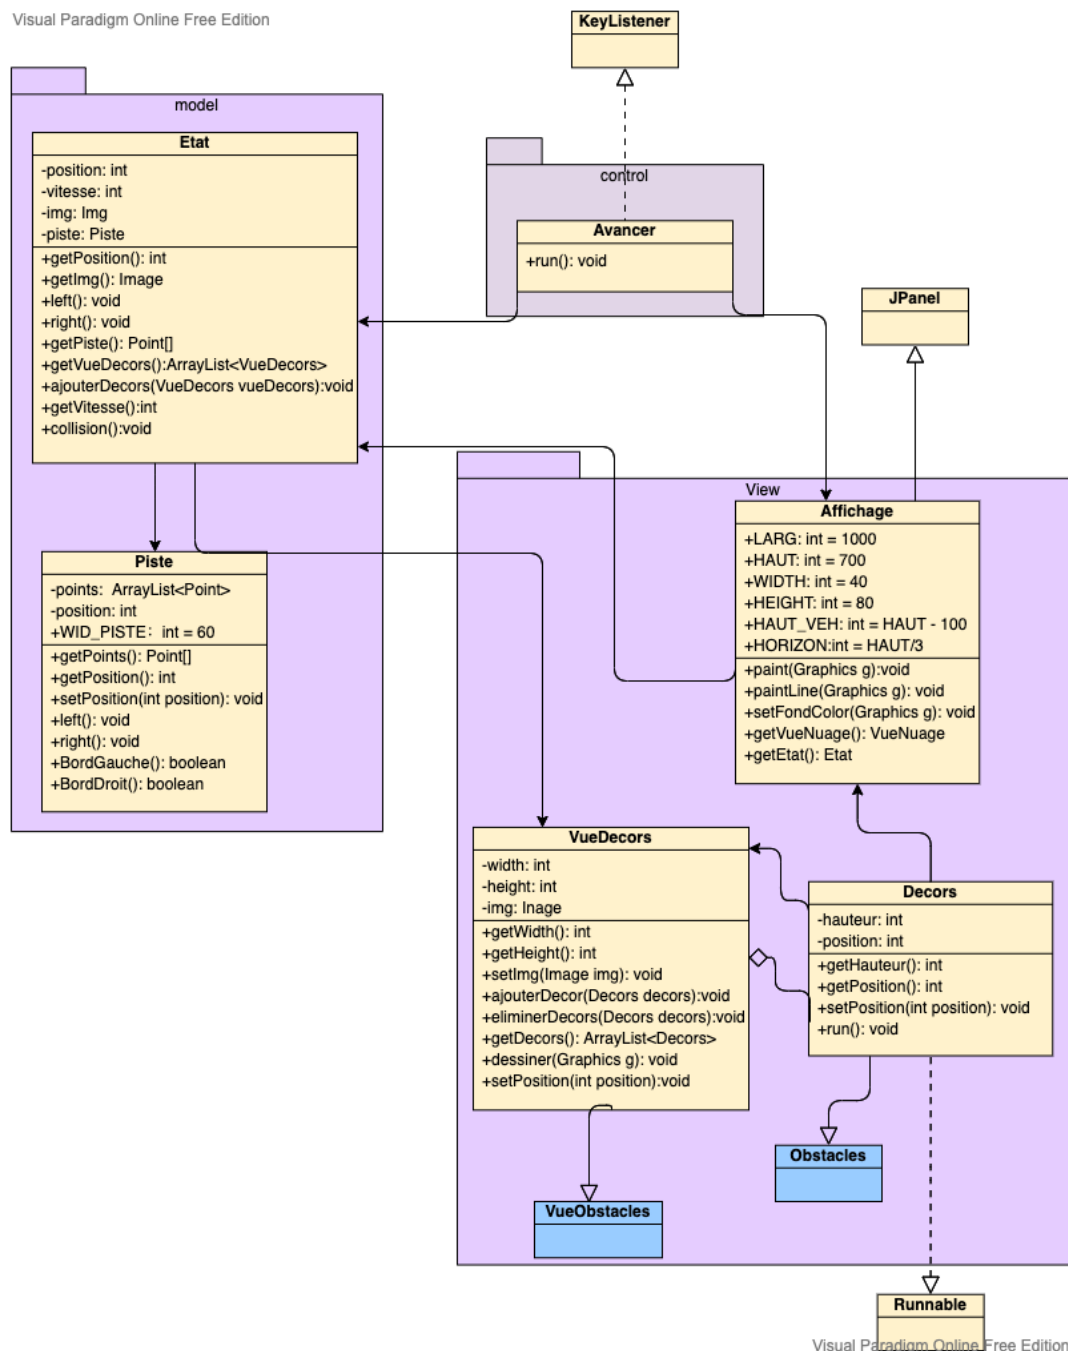 Visual Paradigm Online Free Edition
KeyListener
model
Etat
-position: int
-vitesse: int
-img: Img
-piste: Piste
+getPosition(): int
+getImg(): Image
+left(): void
+right(): void
+getPiste(): Point[]
+getVueDecors():ArrayList<VueDecors>
+ajouterDecors(VueDecors vueDecors):void
+getVitesse():int
+collision():void
control
Avancer
+run(): void
JPanel
Piste
-points:  ArrayList<Point>
-position: int
+WID_PISTE:  int = 60
+getPoints(): Point[]
+getPosition(): int
+setPosition(int position): void
+left(): void
+right(): void
+BordGauche(): boolean
+BordDroit(): boolean
View
Affichage
+LARG: int = 1000
+HAUT: int = 700
+WIDTH: int = 40
+HEIGHT: int = 80
+HAUT_VEH: int = HAUT - 100
+HORIZON:int = HAUT/3
+paint(Graphics g):void
+paintLine(Graphics g): void
+setFondColor(Graphics g): void
+getVueNuage(): VueNuage
+getEtat(): Etat
VueDecors
-width: int
-height: int
-img: Inage
+getWidth(): int
+getHeight(): int
+setImg(Image img): void
+ajouterDecor(Decors decors):void
+eliminerDecors(Decors decors):void
+getDecors(): ArrayList<Decors>
+dessiner(Graphics g): void
+setPosition(int position):void
Decors
-hauteur: int
-position: int
+getHauteur(): int
+getPosition(): int
+setPosition(int position): void
+run(): void
Obstacles
VueObstacles
Runnable
Visual Paradigm Online Free Edition